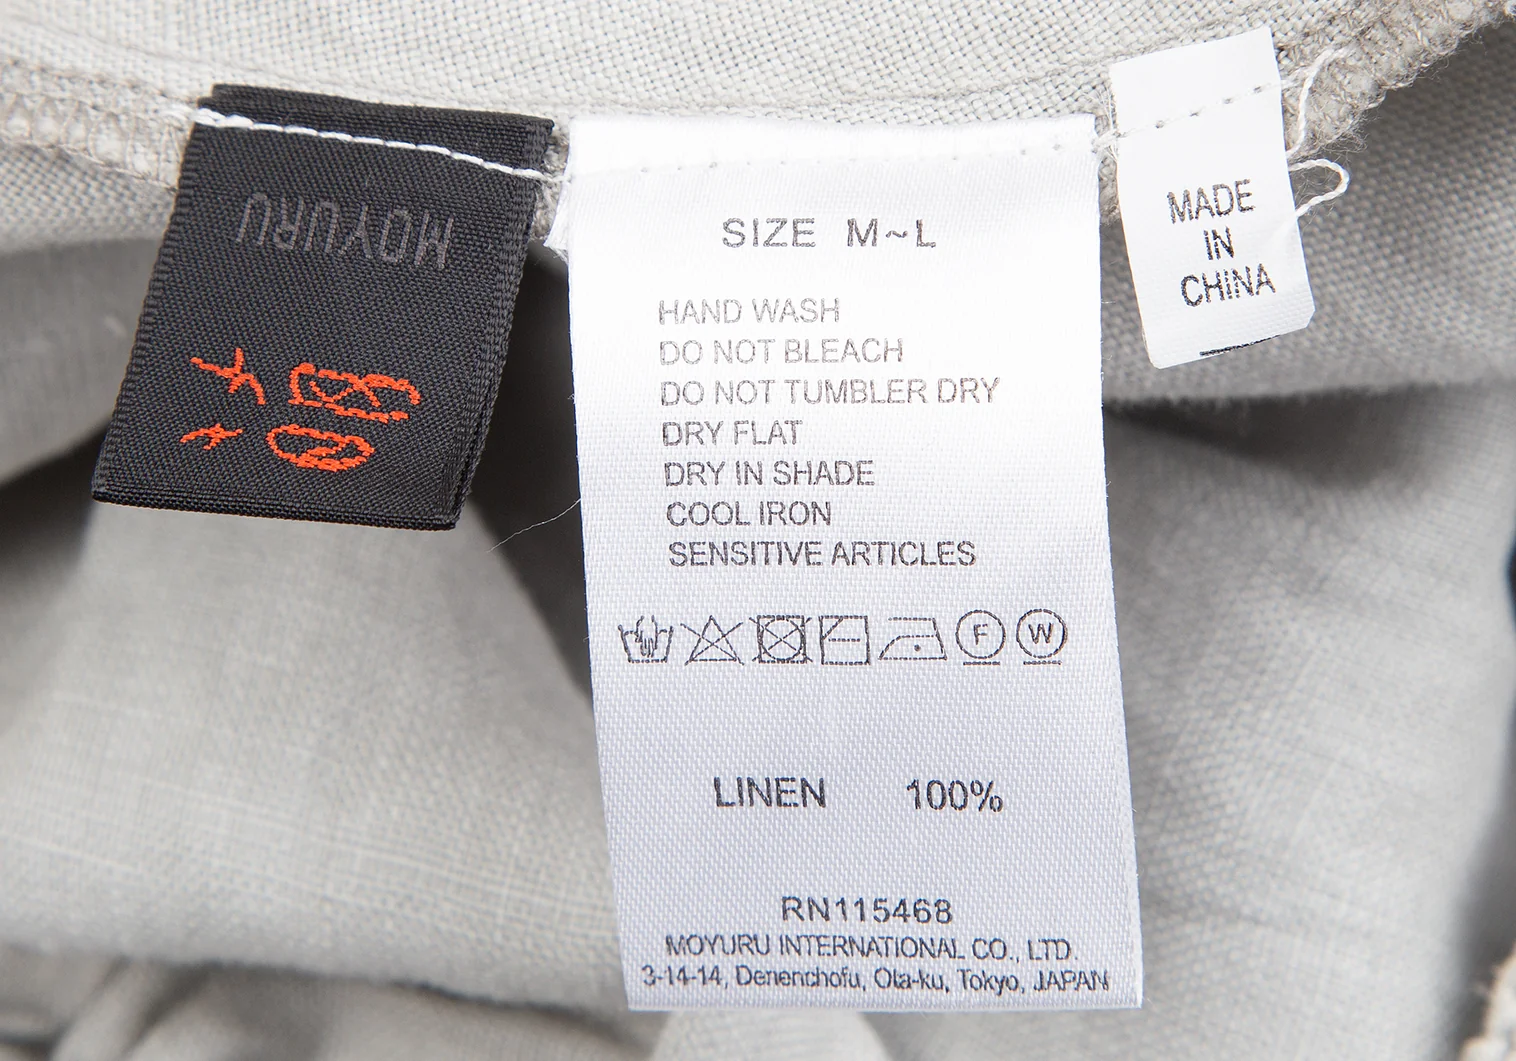 MOYURU
SIZE M~L
HAND WASH
DO NOT BLEACH
DO NOT TUMBLER DRY
DRY FLAT
DRY IN SHADE
COOL IRON
SENSITIVE ARTICLES
F W
LINEN 100%
RN115468
MOYURU INTERNATIONAL CO., LTD.
3-14-14, Denenchofu, Ota-ku, Tokyo, JAPAN
MADE
IN
CHINA